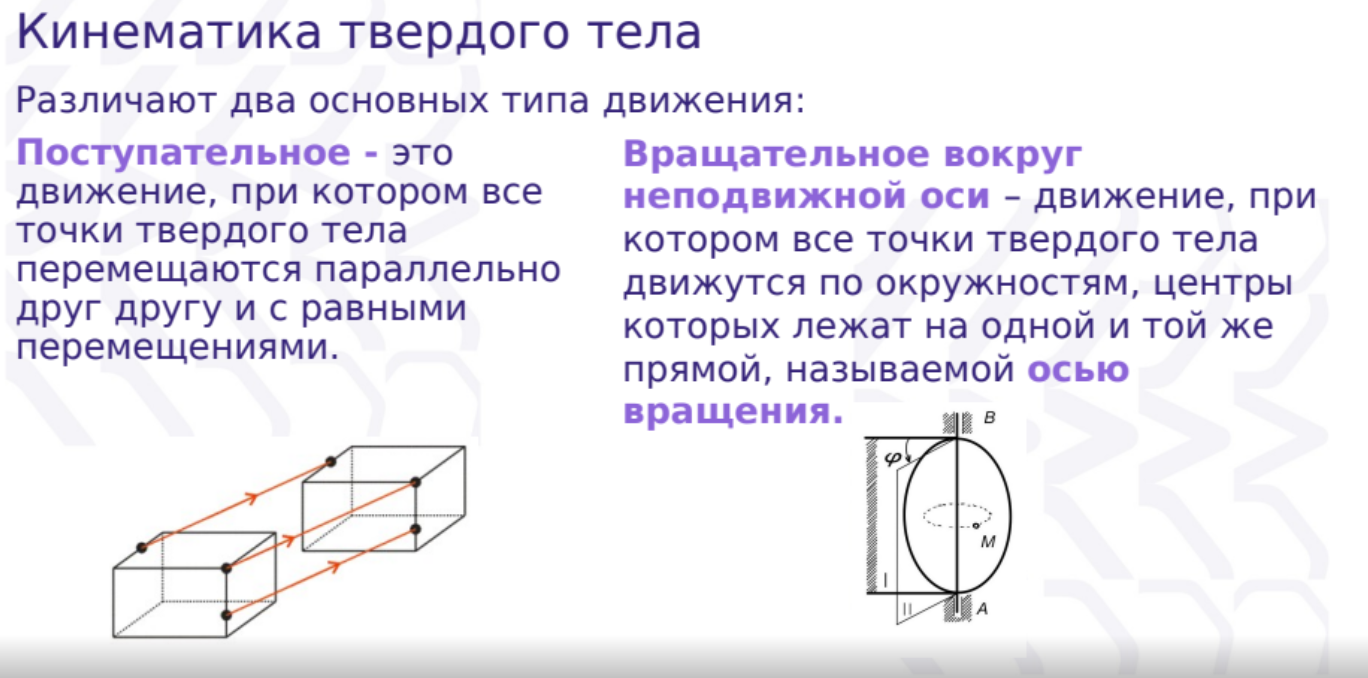 Кинематика твердого тела
Различают два основных типа движения:
Поступательное - это
движение, при котором все
точки твердого тела
перемещаются параллельно
друг другу и с равными
перемещениями.
Вращательное вокруг
неподвижной оси – движение, при
котором все точки твердого тела
движутся по окружностям, центры
которых лежат на одной и той же
прямой, называемой осью
вращения.
B
φ
M
I
II
A